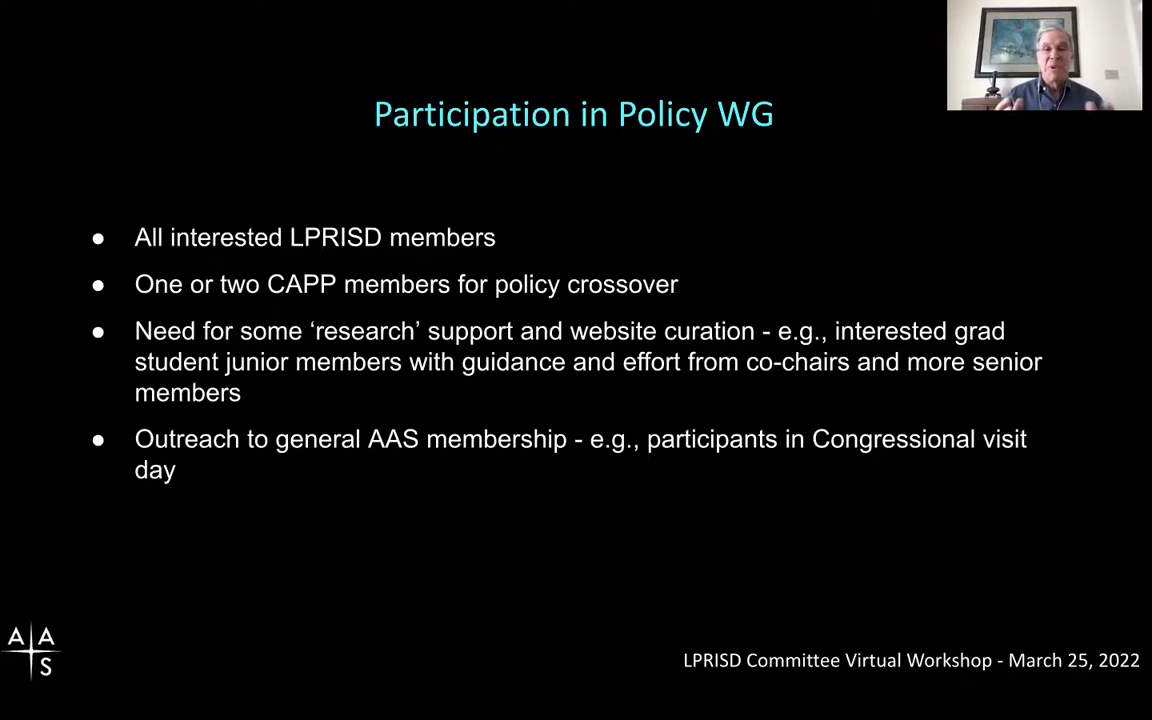 Participation in Policy WG
● All interested LPRISD members
● One or two CAPP members for policy crossover
● Need for some ‘research’ support and website curation - e.g., interested grad
student junior members with guidance and effort from co-chairs and more senior
members
● Outreach to general AAS membership - e.g., participants in Congressional visit
day
A A
S
LPRISD Committee Virtual Workshop - March 25, 2022